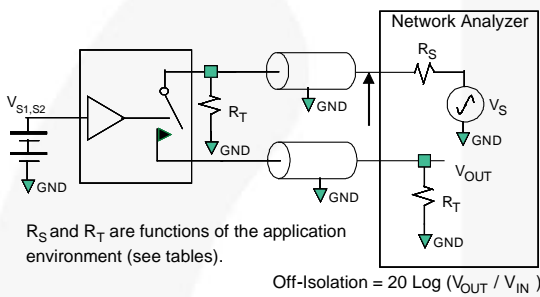 Network Analyzer
R_S
V_S
GND
GND
R_T
GND
V_S1,S2
GND
GND
V_OUT
R_T
GND
R_S and R_T are functions of the application
environment (see tables).
Off-Isolation = 20 Log (V_OUT / V_IN )